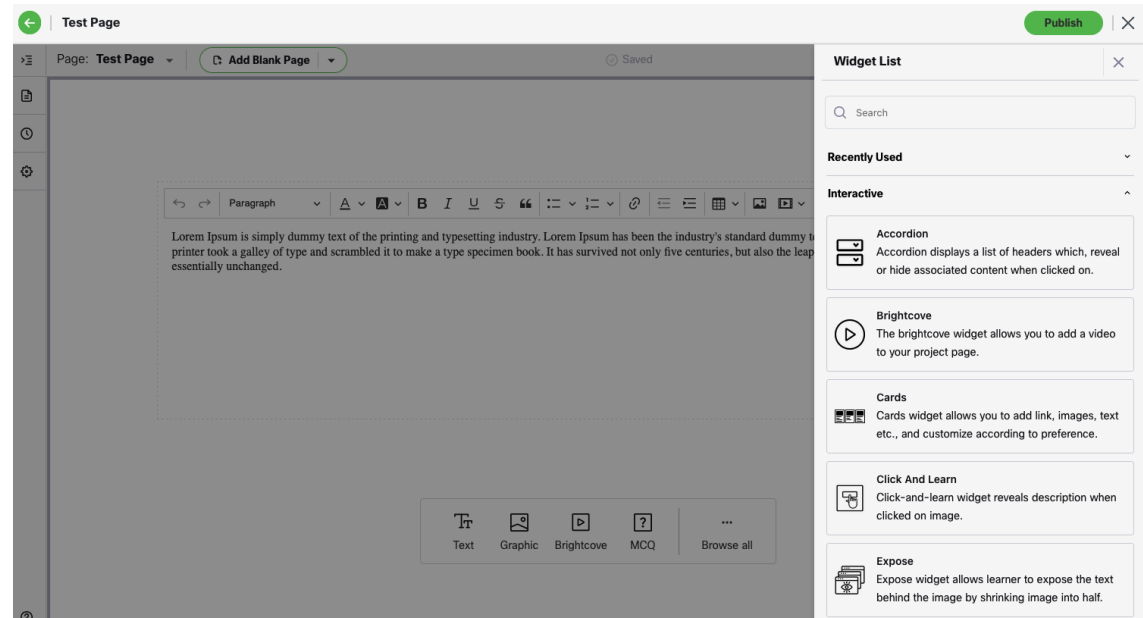 Test Page
Publish
Page: Test Page
Add Blank Page
Saved
Paragraph
A A B I U S
Lorem Ipsum is simply dummy text of the printing and typesetting industry. Lorem Ipsum has been the industry's standard dummy
printer took a galley of type and scrambled it to make a type specimen book. It has survived not only five centuries, but also the leap
essentially unchanged.
Text
Graphic
Brightcove
MCQ
Browse all
Widget List
Search
Recently Used
Interactive
Accordion
Accordion displays a list of headers which, reveal
or hide associated content when clicked on.
Brightcove
The brightcove widget allows you to add a video
to your project page.
Cards
Cards widget allows you to add link, images, text
etc., and customize according to preference.
Click And Learn
Click-and-learn widget reveals description when
clicked on image.
Expose
Expose widget allows learner to expose the text
behind the image by shrinking image into half.